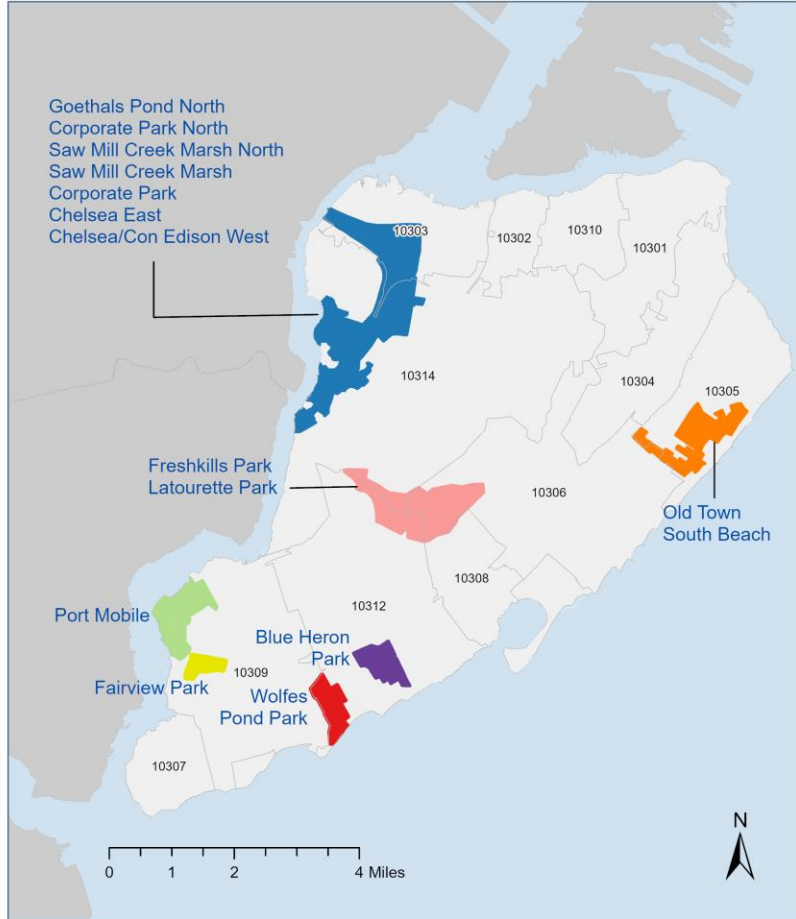 Goethals Pond North
Corporate Park North
Saw Mill Creek Marsh North
Saw Mill Creek Marsh
Corporate Park
Chelsea East
Chelsea/Con Edison West
10303
10302
10310
10301
10314
10304
10305
Freshkills Park
Latourette Park
10306
Old Town
South Beach
10308
10312
Port Mobile
Blue Heron
Park
Fairview Park
10309
Wolfes
Pond Park
10307
N
0 1 2 4 Miles